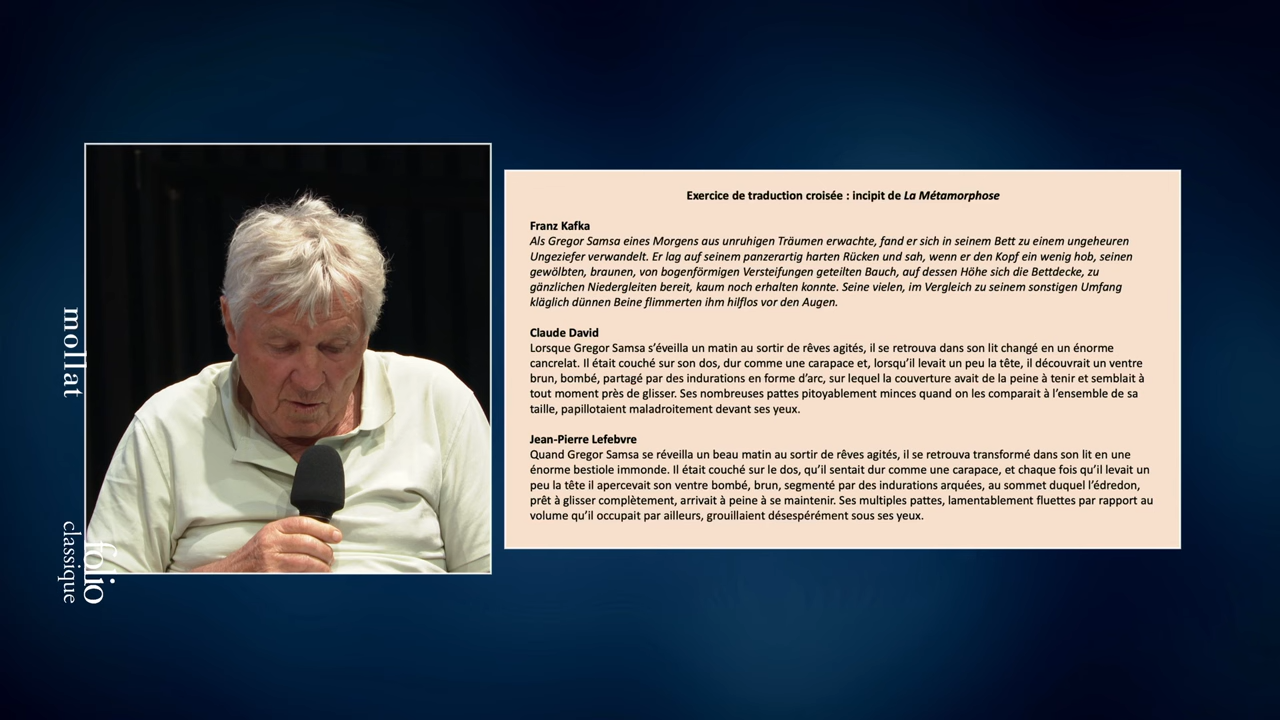 mollat
folio
classique
Exercice de traduction croisée : incipit de La Métamorphose
Franz Kafka
Als Gregor Samsa eines Morgens aus unruhigen Träumen erwachte, fand er sich in seinem Bett zu einem ungeheuren
Ungeziefer verwandelt. Er lag auf seinem panzerartig harten Rücken und sah, wenn er den Kopf ein wenig hob, seinen
gewölbten, braunen, von bogenförmigen Versteifungen geteilten Bauch, auf dessen Höhe sich die Bettdecke, zu
gänzlichen Niedergleiten bereit, kaum noch erhalten konnte. Seine vielen, im Vergleich zu seinem sonstigen Umfang
kläglich dünnen Beine flimmerten ihm hilflos vor den Augen.
Claude David
Lorsque Gregor Samsa s'éveilla un matin au sortir de rêves agités, il se retrouva dans son lit changé en un énorme
cancrelat. Il était couché sur son dos, dur comme une carapace et, lorsqu'il levait un peu la tête, il découvrait un ventre
brun, bombé, partagé par des indurations en forme d'arc, sur lequel la couverture avait de la peine à tenir et semblait à
tout moment près de glisser. Ses nombreuses pattes pitoyablement minces quand on les comparait à l'ensemble de sa
taille, papillotaient maladroitement devant ses yeux.
Jean-Pierre Lefebvre
Quand Gregor Samsa se réveilla un beau matin au sortir de rêves agités, il se retrouva transformé dans son lit en une
énorme bestiole immonde. Il était couché sur le dos, qu'il sentait dur comme une carapace, et chaque fois qu'il levait un
peu la tête il apercevait son ventre bombé, brun, segmenté par des indurations arquées, au sommet duquel l'édredon,
prêt à glisser complètement, arrivait à peine à se maintenir. Ses multiples pattes, lamentablement fluettes par rapport au
volume qu'il occupait par ailleurs, grouillaient désespérément sous ses yeux.